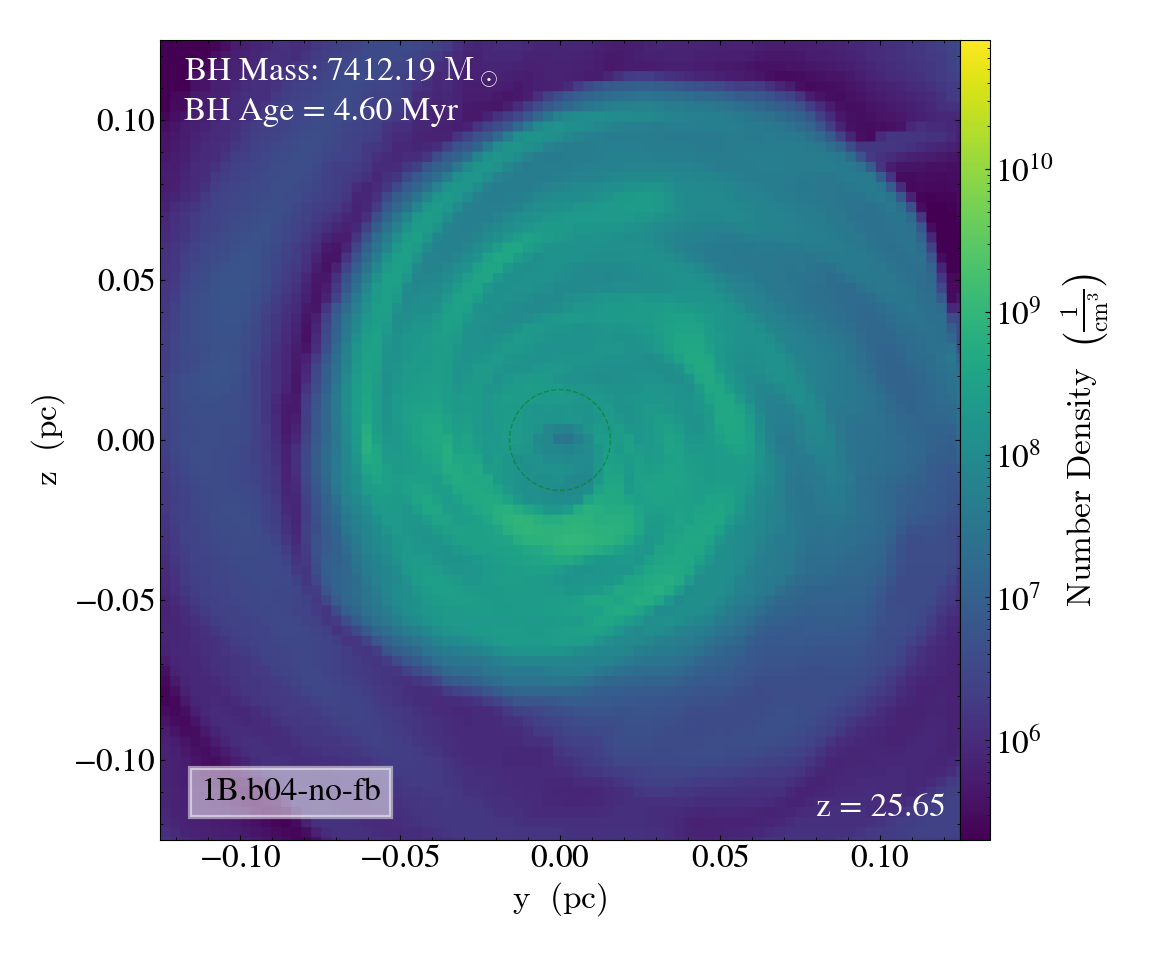 BH Mass: 7412.19 M⊙
BH Age = 4.60 Myr
0.10
0.05
0.00
−0.05
−0.10
z (pc)
1B.b04-no-fb
z = 25.65
−0.10 −0.05 0.00 0.05 0.10
y (pc)
10¹⁰
10⁹
10⁸
10⁷
10⁶
Number Density (1/cm³)